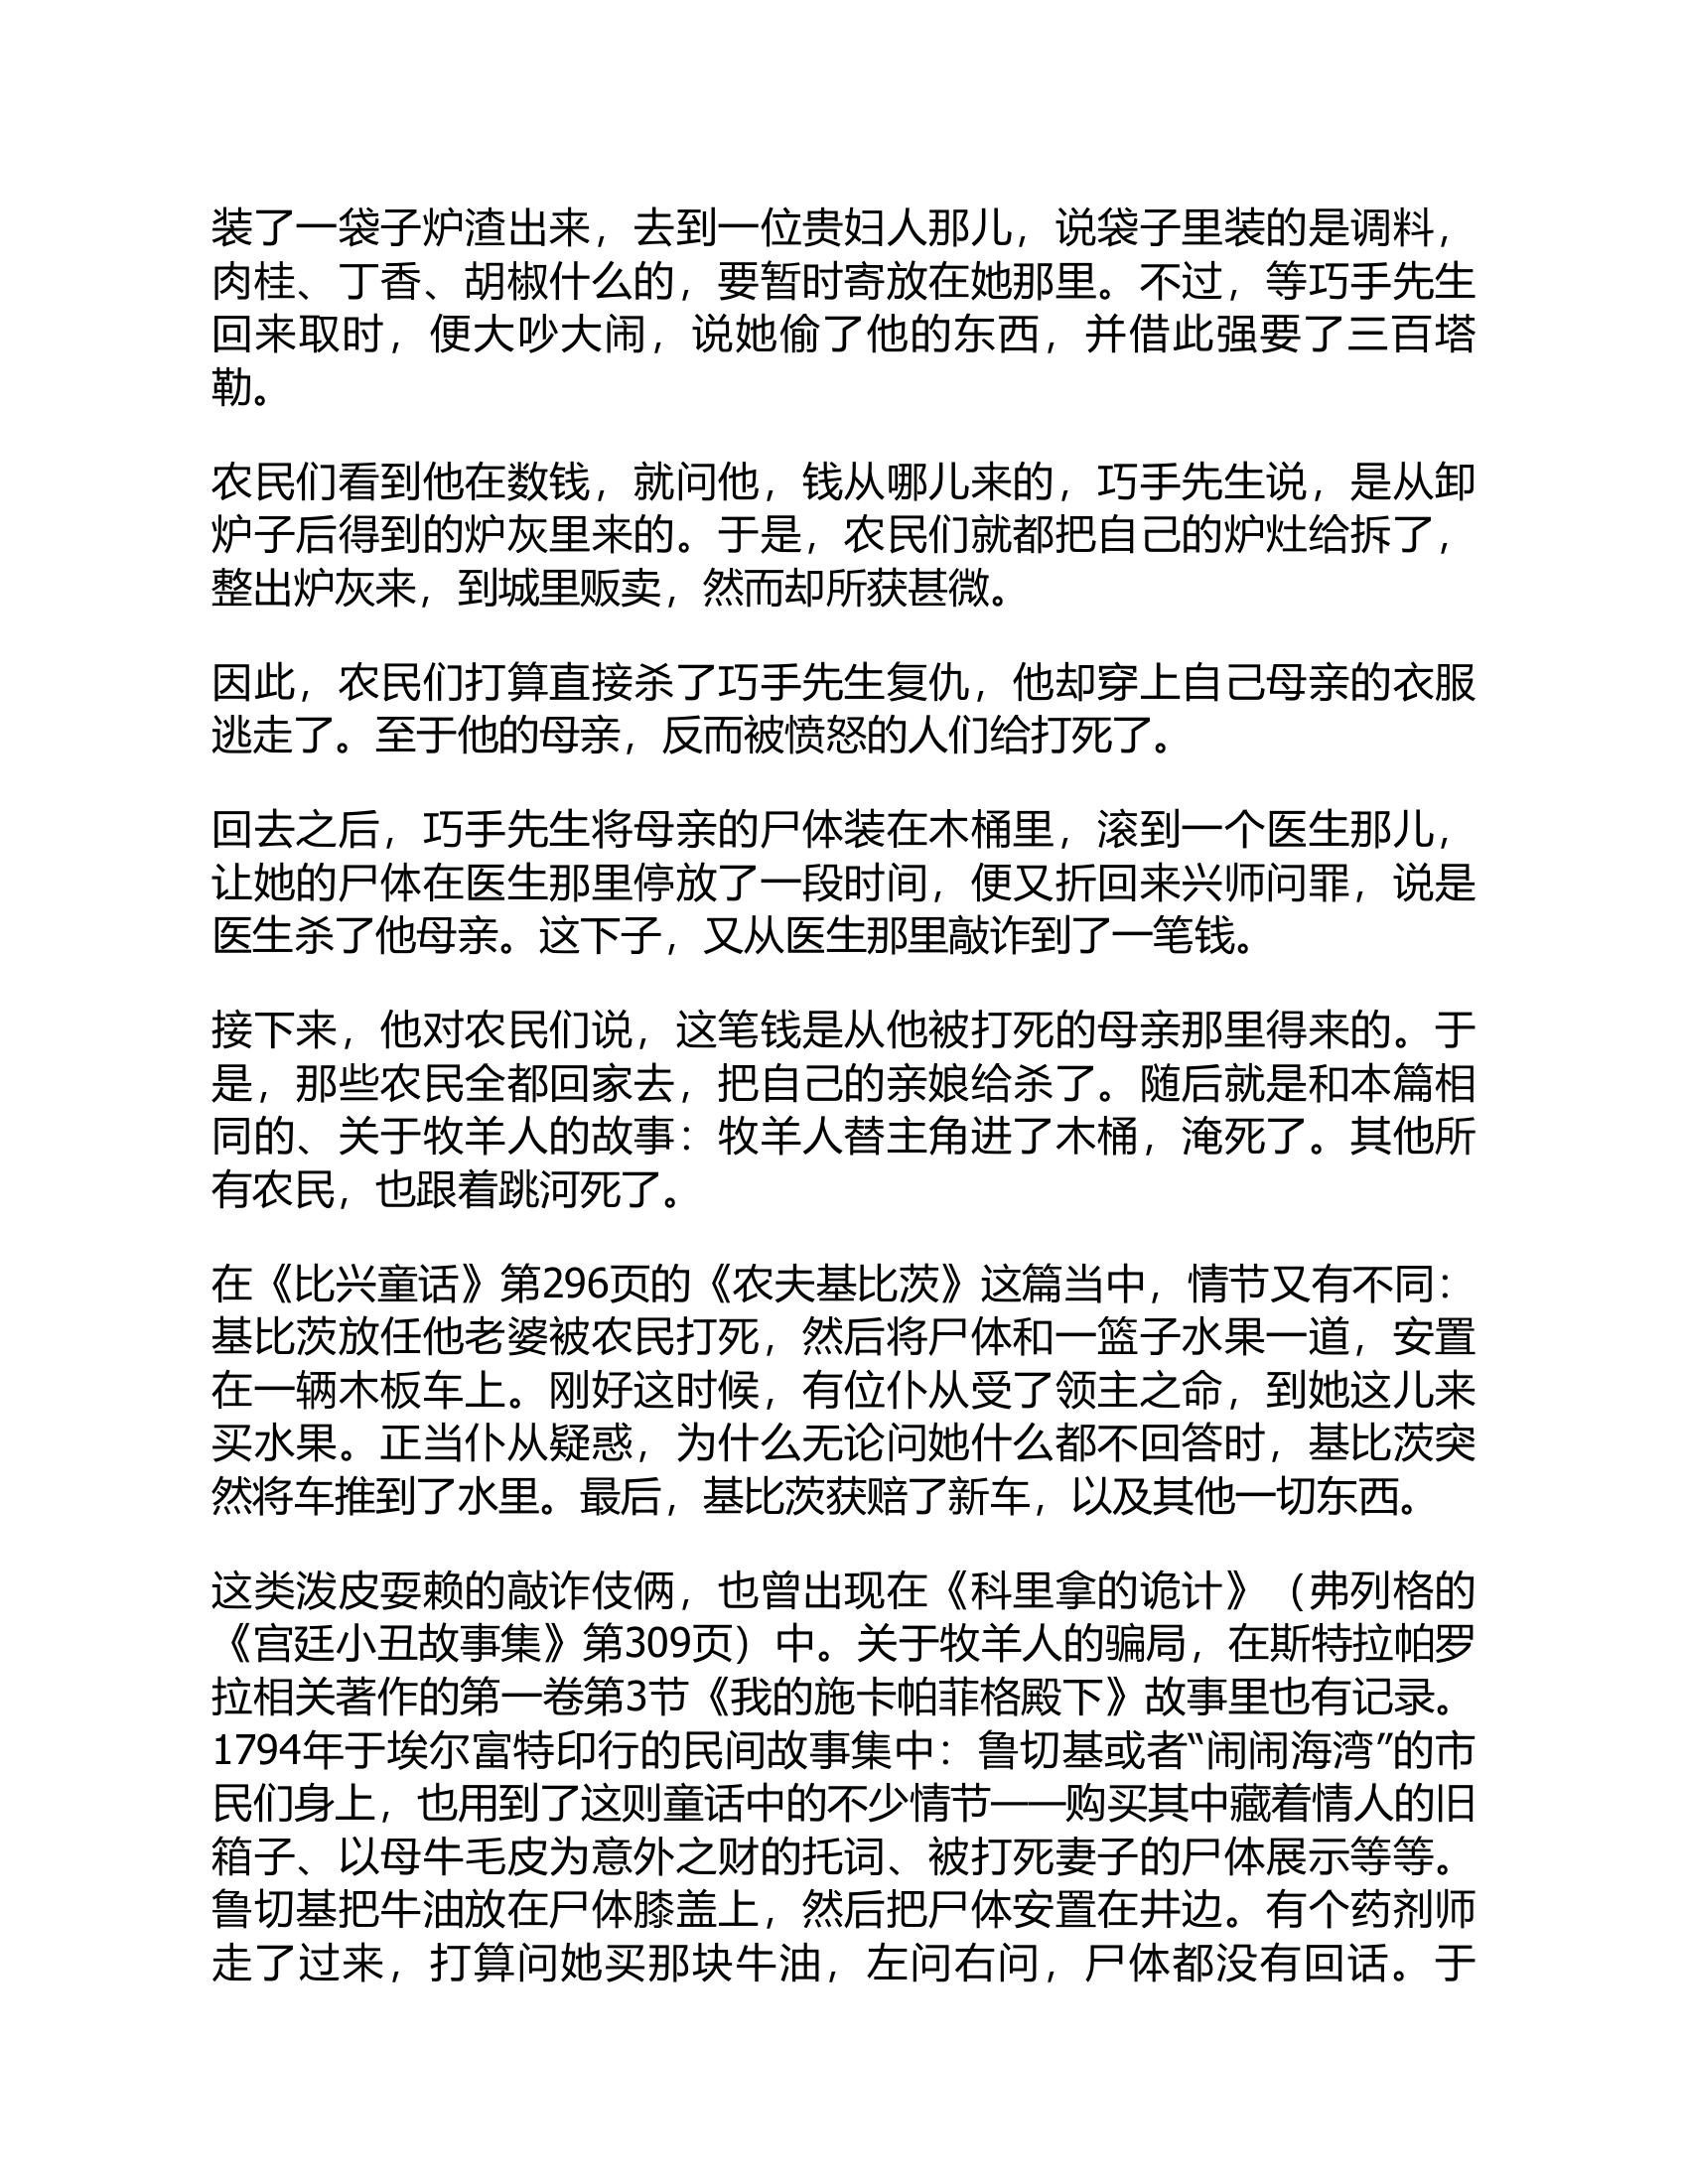 装了一袋子炉渣出来，去到一位贵妇人那儿，说袋子里装的是调料，
肉桂、丁香、胡椒什么的，要暂时寄放在她那里。不过，等巧手先生
回来取时，便大吵大闹，说她偷了他的东西，并借此强要了三百塔
勒。
农民们看到他在数钱，就问他，钱从哪儿来的，巧手先生说，是从卸
炉子后得到的炉灰里来的。于是，农民们就都把自己的炉灶给拆了，
整出炉灰来，到城里贩卖，然而却所获甚微。
因此，农民们打算直接杀了巧手先生复仇，他却穿上自己母亲的衣服
逃走了。至于他的母亲，反而被愤怒的人们给打死了。
回去之后，巧手先生将母亲的尸体装在木桶里，滚到一个医生那儿，
让她的尸体在医生那里停放了一段时间，便又折回来兴师问罪，说是
医生杀了他母亲。这下子，又从医生那里敲诈到了一笔钱。
接下来，他对农民们说，这笔钱是从他被打死的母亲那里得来的。于
是，那些农民全都回家去，把自己的亲娘给杀了。随后就是和本篇相
同的、关于牧羊人的故事：牧羊人替主角进了木桶，淹死了。其他所
有农民，也跟着跳河死了。
在《比兴童话》第296页的《农夫基比茨》这篇当中，情节又有不同：
基比茨放任他老婆被农民打死，然后将尸体和一篮子水果一道，安置
在一辆木板车上。刚好这时候，有位仆从受了领主之命，到她这儿来
买水果。正当仆从疑惑，为什么无论问她什么都不回答时，基比茨突
然将车推到了水里。最后，基比茨获赔了新车，以及其他一切东西。
这类泼皮耍赖的敲诈伎俩，也曾出现在《科里拿的诡计》（弗列格的
《宫廷小丑故事集》第309页）中。关于牧羊人的骗局，在斯特拉帕罗
拉相关著作的第一卷第3节《我的施卡帕菲格殿下》故事里也有记录。
1794年于埃尔富特印行的民间故事集中：鲁切基或者“闹闹海湾”的市
民们身上，也用到了这则童话中的不少情节——购买其中藏着情人的旧
箱子、以母牛毛皮为意外之财的托词、被打死妻子的尸体展示等等。
鲁切基把牛油放在尸体膝盖上，然后把尸体安置在井边。有个药剂师
走了过来，打算问她买那块牛油，左问右问，尸体都没有回话。于